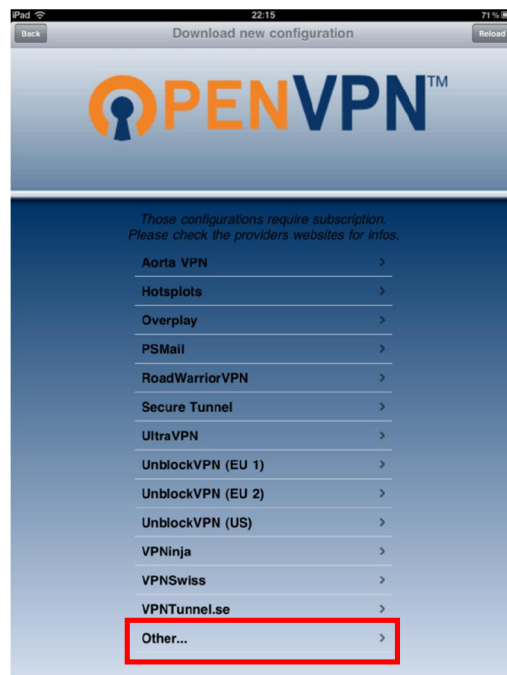 iPad 22:15 71 %
Back Download new configuration Reload
OPENVPN™
Those configurations require subscription.
Please check the providers websites for infos.
Aorta VPN
Hotsplots
Overplay
PSMail
RoadWarriorVPN
Secure Tunnel
UltraVPN
UnblockVPN (EU 1)
UnblockVPN (EU 2)
UnblockVPN (US)
VPNinja
VPNSwiss
VPNTunnel.se
Other...